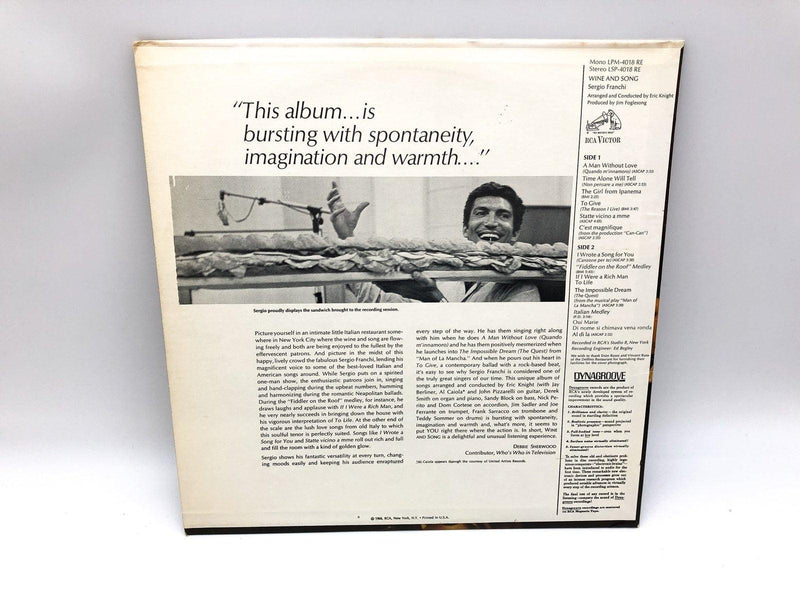 Mono LPM-4018 RE
Stereo LSP-4018 RE
WINE AND SONG
Sergio Franchi
Arranged and Conducted by Eric Knight
Produced by Jim Foglesong
RCA VICTOR
"This album...is
bursting with spontaneity,
imagination and warmth...."
Sergio proudly displays the sandwich brought to the recording session.
Picture yourself in an intimate little Italian restaurant some-
where in New York City where the wine and song are flow-
ing freely and both are being enjoyed to the fullest by the
effervescent patrons. And picture in the midst of this
happy, lively crowd the fabulous Sergio Franchi, lending his
magnificent voice to some of the best-loved Italian and
American songs around. While Sergio puts on a spirited
one-man show, the enthusiastic patrons join in, singing
and hand-clapping during the upbeat numbers, humming
and harmonizing during the romantic Neapolitan ballads.
During the "Fiddler on the Roof" medley, for instance, he
draws laughs and applause with If I Were a Rich Man, and
he very nearly succeeds in bringing down the house with
his vigorous interpretation of To Life. At the other end of
the scale are the lush love songs from old Italy to which
this soulful tenor is perfectly suited. Songs like I Wrote a
Song for You and Statte vicino a mme roll out rich and full
and fill the room with a kind of golden glow.
Sergio shows his fantastic versatility at every turn, chang-
ing moods easily and keeping his audience enraptured
every step of the way. He has them singing right along
with him when he does A Man Without Love (Quando
m'innamoro) and he has them positively mesmerized when
he launches into The Impossible Dream (The Quest) from
"Man of La Mancha." And when he pours out his heart in
To Give, a contemporary ballad with a rock-based beat,
it's easy to see why Sergio Franchi is considered one of
the truly great singers of our time. This unique album of
songs arranged and conducted by Eric Knight (with Jay
Berliner, Al Caiola* and John Pizzarelli on guitar, Derek
Smith on organ and piano, Sandy Block on bass, Nick Pe-
rito and Dom Cortese on accordion, Jim Sadler and Joe
Ferrante on trumpet, Frank Sarracco on trombone and
Teddy Sommer on drums) is bursting with spontaneity,
imagination and warmth and, what's more, it seems to
put YOU right there where the action is. In short, WINE
AND SONG is a delightful and unusual listening experience.
DEBBIE SHERWOOD
Contributor, Who's Who in Television
*Al Caiola appears through the courtesy of United Artists Records.
SIDE 1
A Man Without Love
(Quando m'innamoro)
Time Alone Will Tell
(Non pensare a me)
The Girl from Ipanema
To Give
(The Reason I Live)
Statte vicino a mme
C'est magnifique
(from the production "Can-Can")
SIDE 2
I Wrote a Song for You
(Canzone per te)
"Fiddler on the Roof" Medley
If I Were a Rich Man
To Life
The Impossible Dream
(The Quest)
(from the musical play "Man of
La Mancha")
Italian Medley
Oui Marie
Di nome si chimava vena ronda
Al di la
Recorded in RCA's Studio B, New York
Recording Engineer: Ed Begley
DYNAGROOVE
© 1968, RCA, New York, N.Y. • Printed in U.S.A.